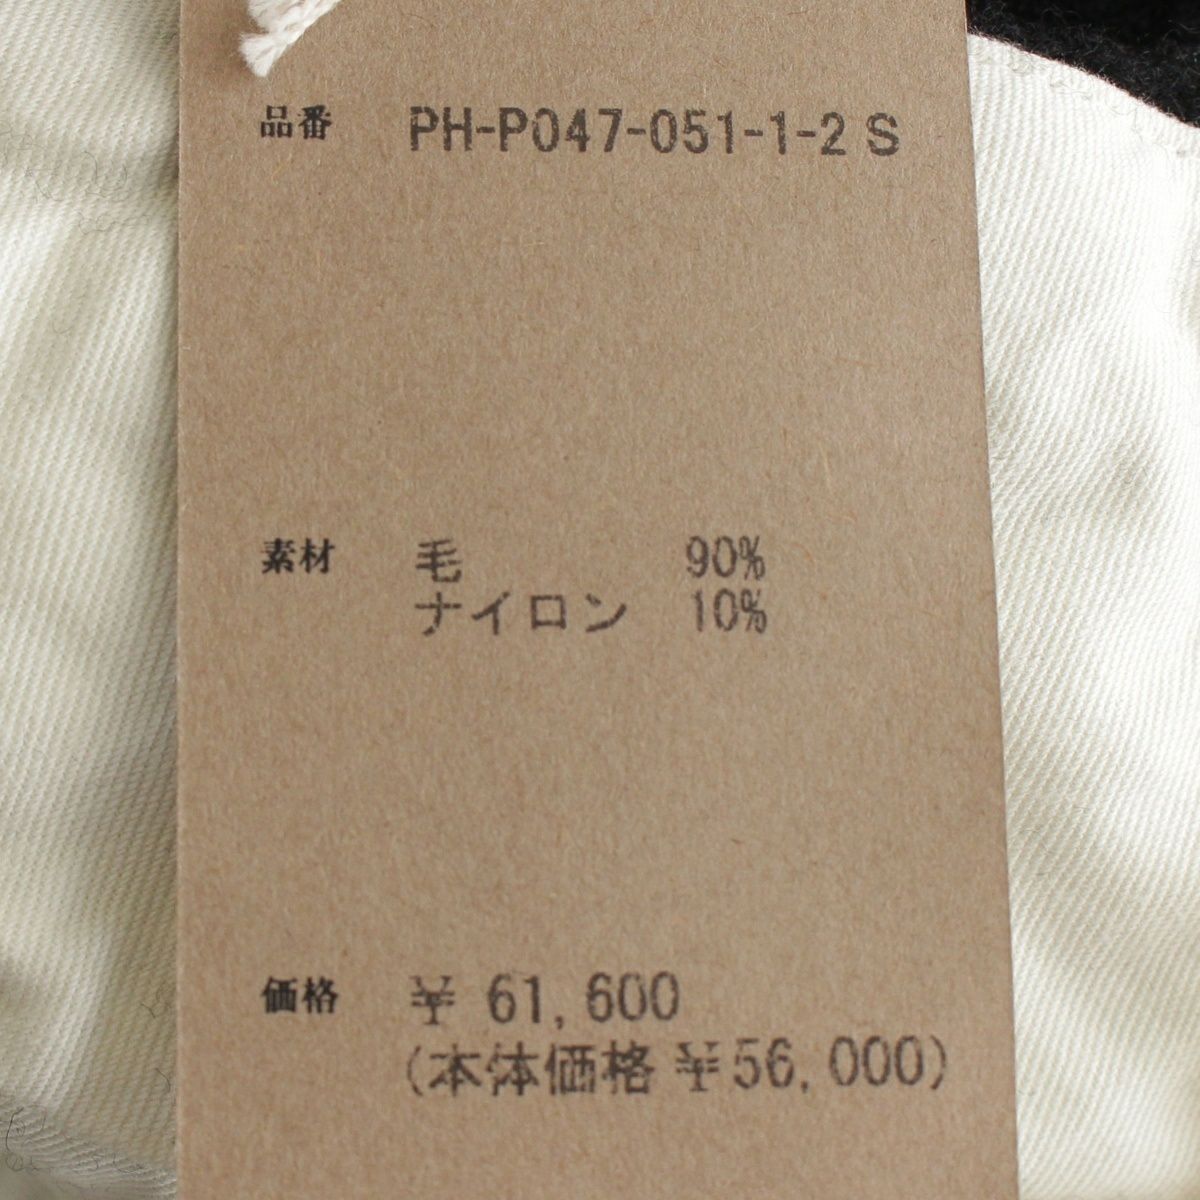 品番 PH-P047-051-1-2 S
素材 毛 90%
ナイロン 10%
価格 ¥ 61,600
(本体価格 ¥56,000)